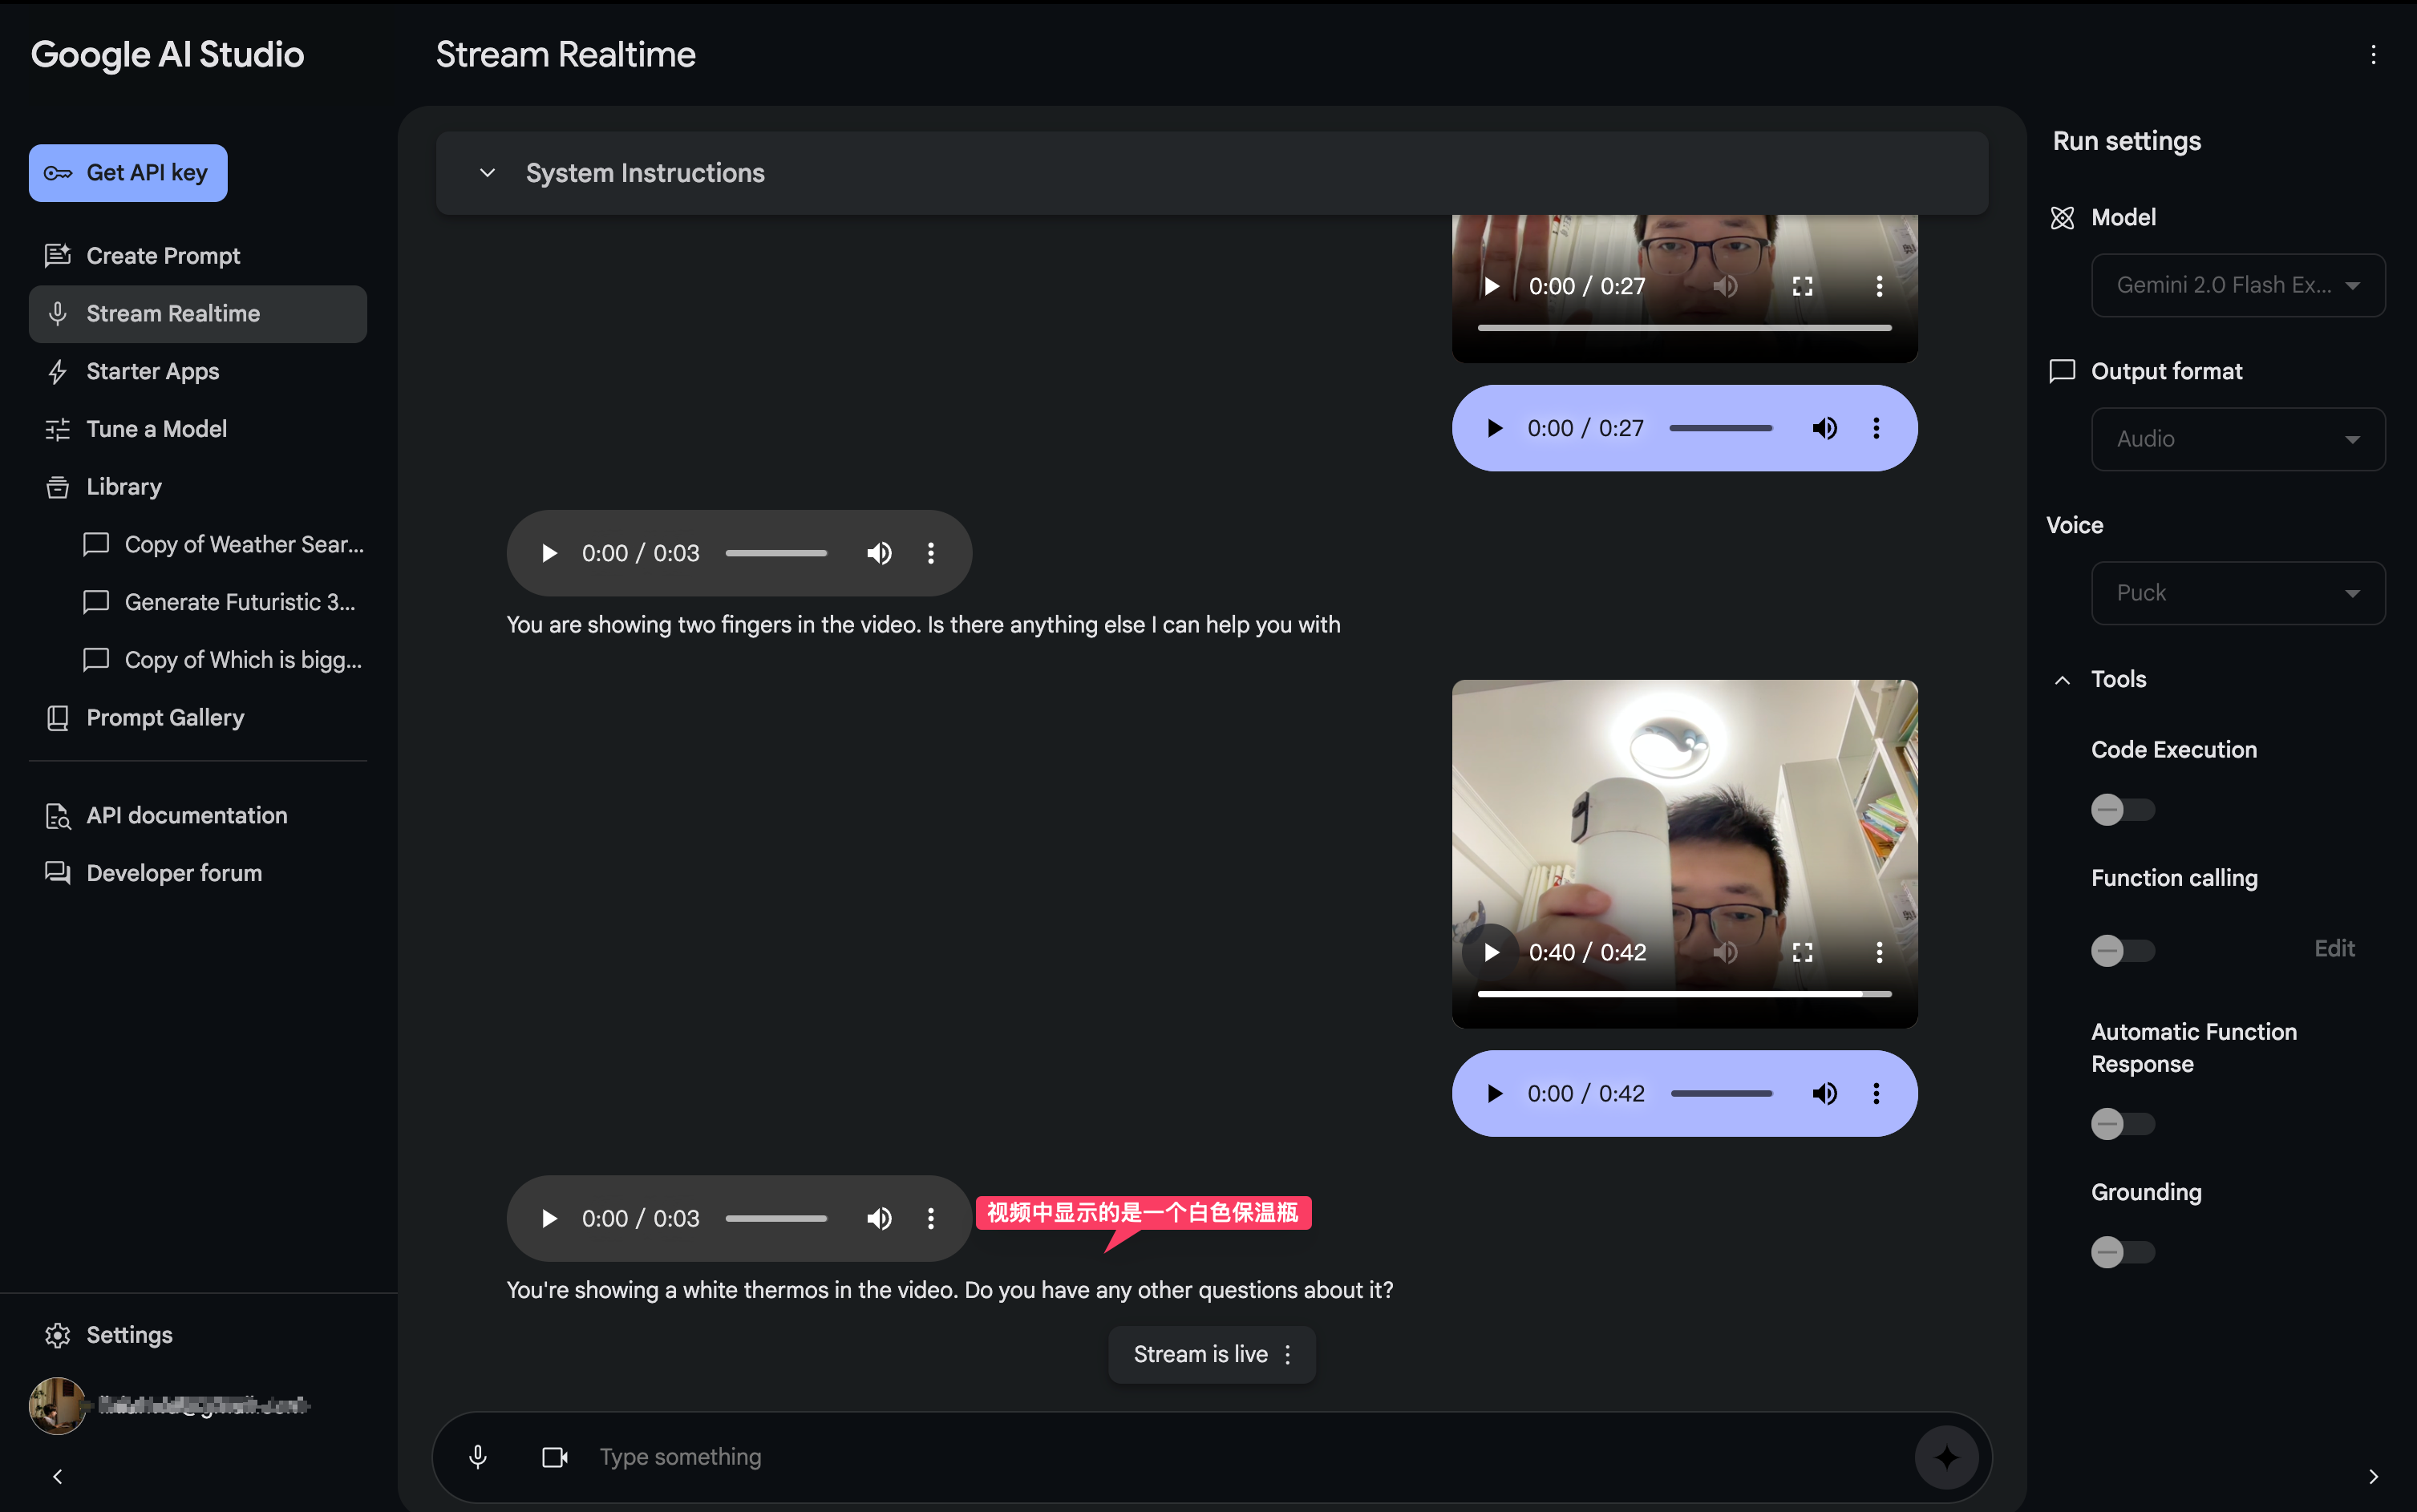 Google AI Studio
Get API key
Create Prompt
Stream Realtime
Starter Apps
Tune a Model
Library
Copy of Weather Sear...
Generate Futuristic 3...
Copy of Which is bigg...
Prompt Gallery
API documentation
Developer forum
Settings
Stream Realtime
System Instructions
0:00 / 0:27
0:00 / 0:27
0:00 / 0:03
You are showing two fingers in the video. Is there anything else I can help you with
0:40 / 0:42
0:00 / 0:42
0:00 / 0:03
视频中显示的是一个白色保温瓶
You're showing a white thermos in the video. Do you have any other questions about it?
Stream is live
Type something
Run settings
Model
Gemini 2.0 Flash Ex...
Output format
Audio
Voice
Puck
Tools
Code Execution
Function calling
Edit
Automatic Function
Response
Grounding